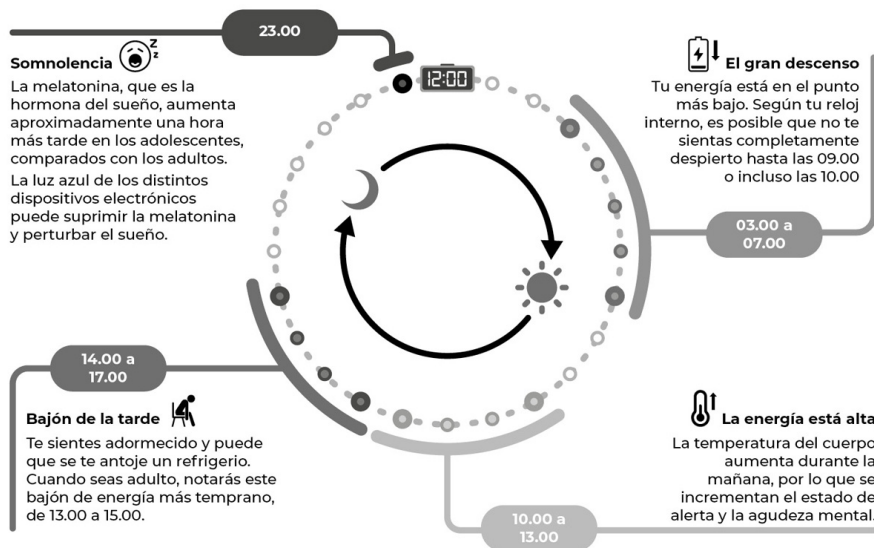 23.00
Somnolencia
z
z
La melatonina, que es la
hormona del sueño, aumenta
aproximadamente una hora
más tarde en los adolescentes,
comparados con los adultos.
La luz azul de los distintos
dispositivos electrónicos
puede suprimir la melatonina
y perturbar el sueño.
12:00
El gran descenso
Tu energía está en el punto
más bajo. Según tu reloj
interno, es posible que no te
sientas completamente
despierto hasta las 09.00
o incluso las 10.00
03.00 a
07.00
14.00 a
17.00
Bajón de la tarde
Te sientes adormecido y puede
que se te antoje un refrigerio.
Cuando seas adulto, notarás este
bajón de energía más temprano,
de 13.00 a 15.00.
La energía está alta
La temperatura del cuerpo
aumenta durante la
mañana, por lo que se
incrementan el estado de
alerta y la agudeza mental.
10.00 a
13.00